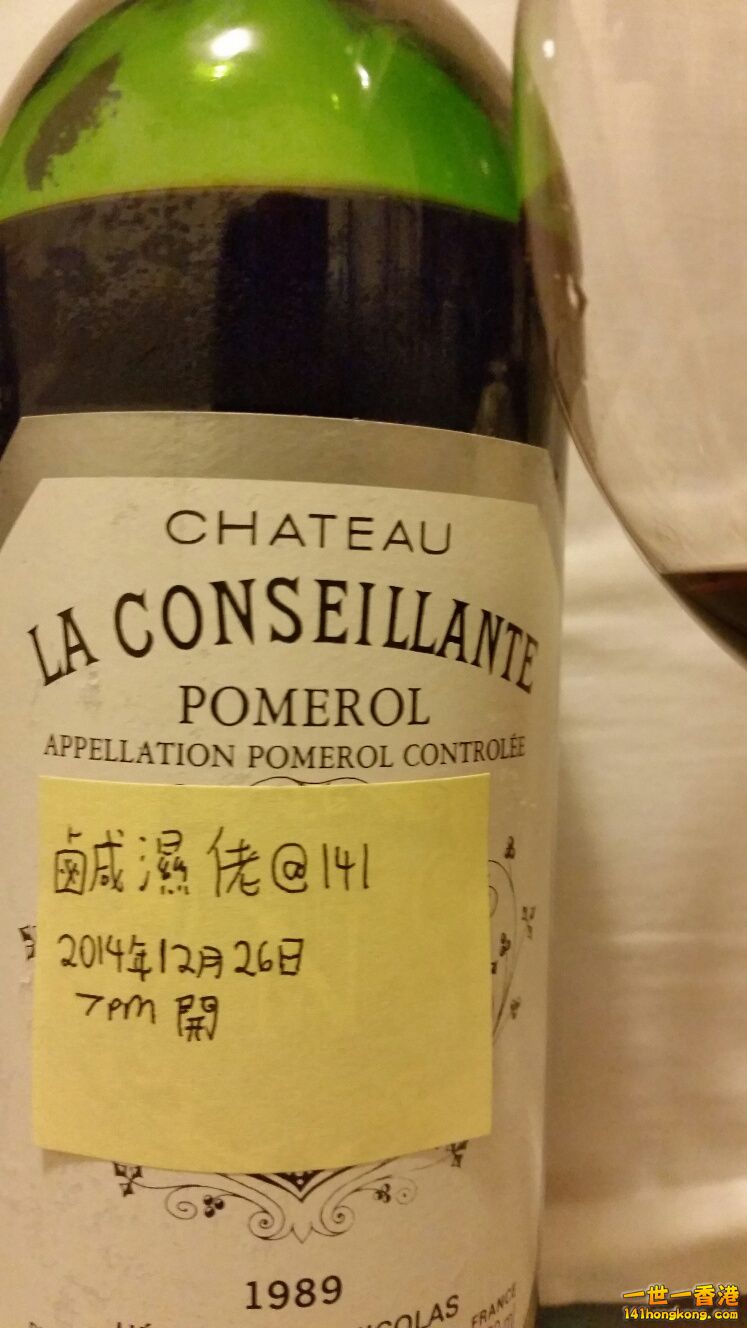 CHATEAU
LA CONSEILLANTE
POMEROL
APPELLATION POMEROL CONTROLÉE
鹹濕佬@141
2014年12月26日
7pm 開
1989
NICOLAS
FRANCE
一世一香港
141hongkong.com